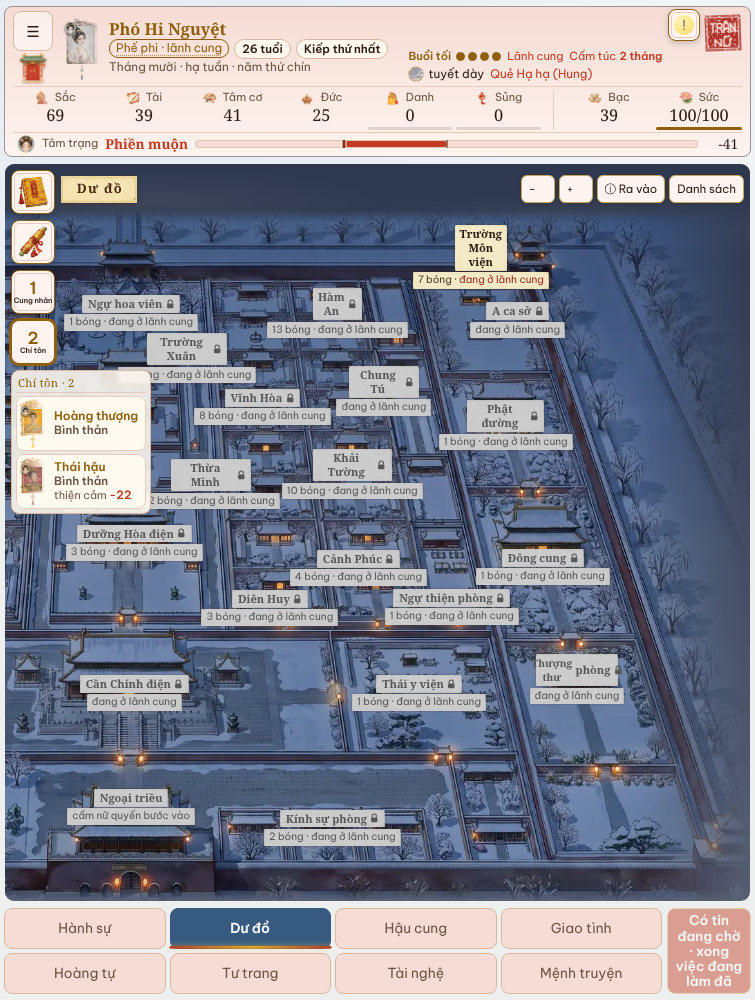 ☰
Phó Hi Nguyệt
Phế phi · lãnh cung
26 tuổi
Kiếp thứ nhất
Tháng mười · hạ tuần · năm thứ chín
Buổi tối
Lãnh cung
Cấm túc 2 tháng
tuyết dày
Quẻ Hạ hạ (Hung)
!
TRÂN
NỮ
Sắc
69
Tài
39
Tâm cơ
41
Đức
25
Danh
0
Sủng
0
Bạc
39
Sức
100/100
Tâm trạng
Phiền muộn
-41
Dư đồ
−
+
ⓘ Ra vào
Danh sách
1
Cung nhân
2
Chí tôn
Chí tôn · 2
Hoàng thượng
Bình thản
Thái hậu
Bình thản
thiện cảm -22
Trường
Môn
viện
7 bóng · đang ở lãnh cung
Ngự hoa viên
1 bóng · đang ở lãnh cung
Hàm
An
13 bóng · đang ở lãnh cung
A ca sở
đang ở lãnh cung
Trường
Xuân
đang ở lãnh cung
Chung
Tú
đang ở lãnh cung
Vĩnh Hòa
8 bóng · đang ở lãnh cung
Phật
đường
1 bóng · đang ở lãnh cung
Thừa
Minh
2 bóng · đang ở lãnh cung
Khải
Tường
10 bóng · đang ở lãnh cung
Dưỡng Hòa điện
3 bóng · đang ở lãnh cung
Cảnh Phúc
4 bóng · đang ở lãnh cung
Đông cung
1 bóng · đang ở lãnh cung
Diên Huy
3 bóng · đang ở lãnh cung
Ngự thiện phòng
1 bóng · đang ở lãnh cung
Cần Chính điện
đang ở lãnh cung
Thái y viện
1 bóng · đang ở lãnh cung
thư phòng
đang ở lãnh cung
Ngoại triều
cấm nữ quyến bước vào
Kính sự phòng
2 bóng · đang ở lãnh cung
Hành sự
Dư đồ
Hậu cung
Giao tình
Hoàng tự
Tư trang
Tài nghệ
Mệnh truyện
Có tin
đang chờ
· xong
việc đang
làm đã